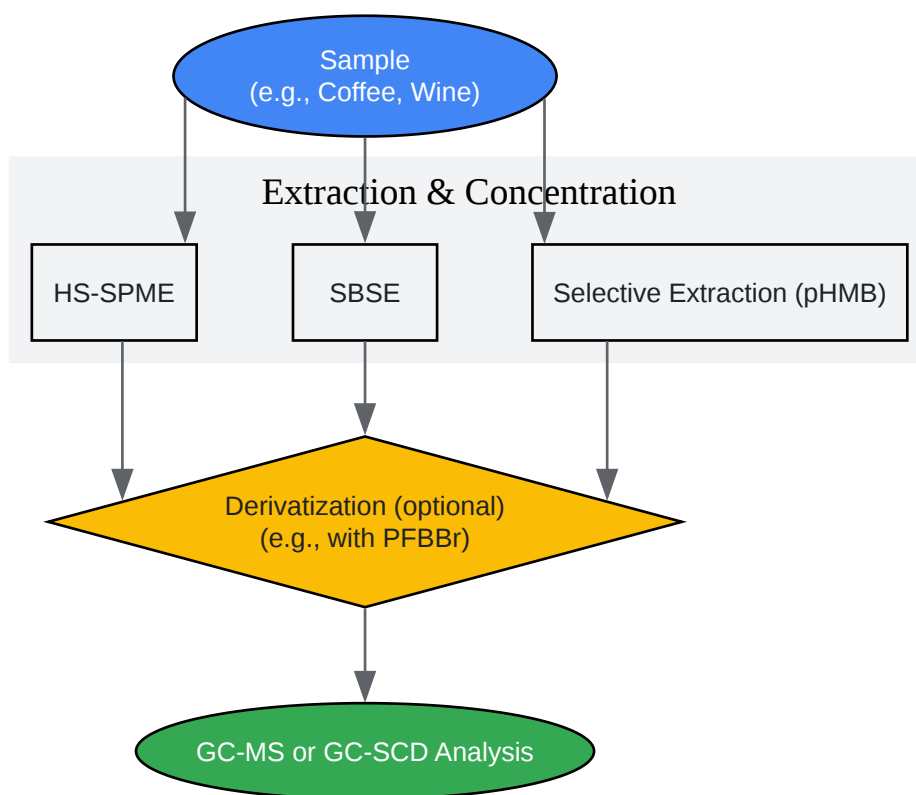 Sample
(e.g., Coffee, Wine)
Extraction & Concentration
HS-SPME
SBSE
Selective Extraction (pHMB)
Derivatization (optional)
(e.g., with PFBBr)
GC-MS or GC-SCD Analysis